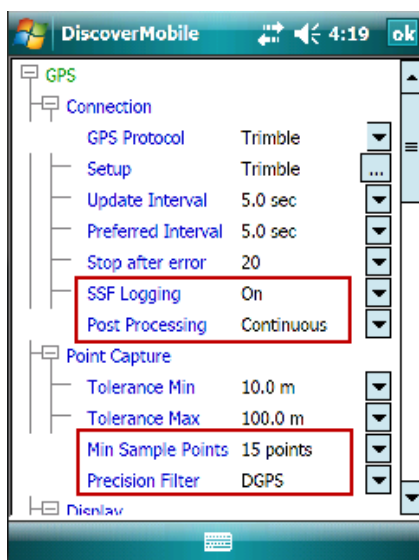 DiscoverMobile 4:19 ok
GPS
Connection
GPS Protocol Trimble
Setup Trimble ...
Update Interval 5.0 sec
Preferred Interval 5.0 sec
Stop after error 20
SSF Logging On
Post Processing Continuous
Point Capture
Tolerance Min 10.0 m
Tolerance Max 100.0 m
Min Sample Points 15 points
Precision Filter DGPS
Display